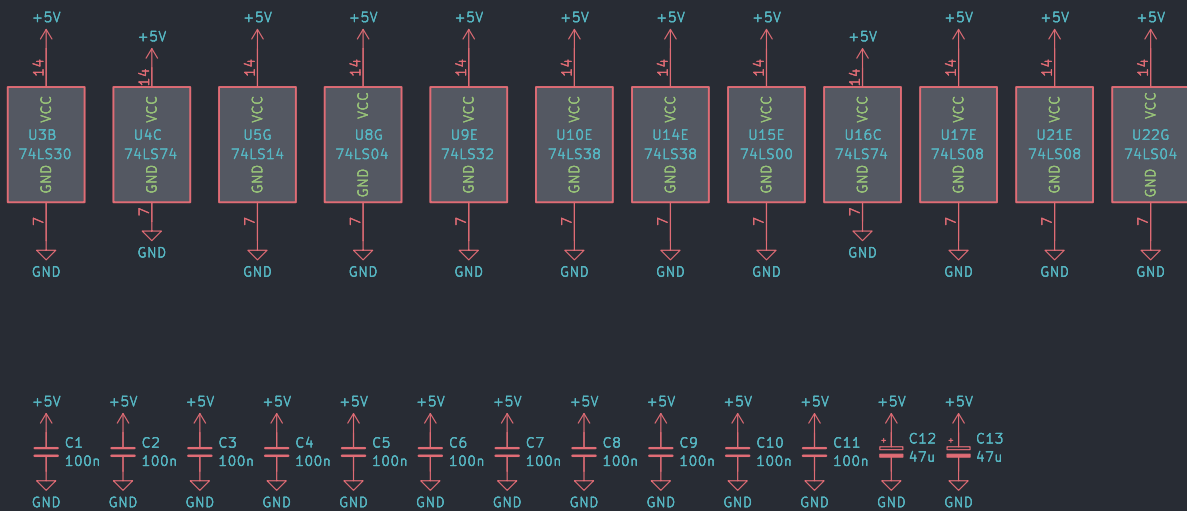 +5V +5V +5V +5V +5V +5V +5V +5V +5V +5V +5V +5V
14 14 14 14 14 14 14 14 14 14 14 14
VCC VCC VCC VCC VCC VCC VCC VCC VCC VCC VCC VCC
U3B U4C U5G U8G U9E U10E U14E U15E U16C U17E U21E U22G
74LS30 74LS74 74LS14 74LS04 74LS32 74LS38 74LS38 74LS00 74LS74 74LS08 74LS08 74LS04
GND GND GND GND GND GND GND GND GND GND GND GND
7 7 7 7 7 7 7 7 7 7 7 7
GND GND GND GND GND GND GND GND GND GND GND GND
+5V +5V +5V +5V +5V +5V +5V +5V +5V +5V +5V +5V +5V
C1 C2 C3 C4 C5 C6 C7 C8 C9 C10 C11 C12 C13
100n 100n 100n 100n 100n 100n 100n 100n 100n 100n 100n 47u 47u
GND GND GND GND GND GND GND GND GND GND GND GND GND